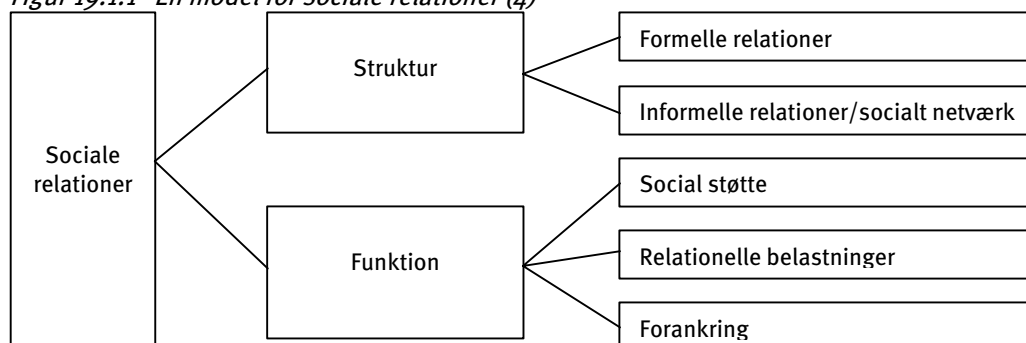 Figur 19.1.1 En model for sociale relationer (4)
Sociale
relationer
Struktur
Formelle relationer
Informelle relationer/socialt netværk
Funktion
Social støtte
Relationelle belastninger
Forankring